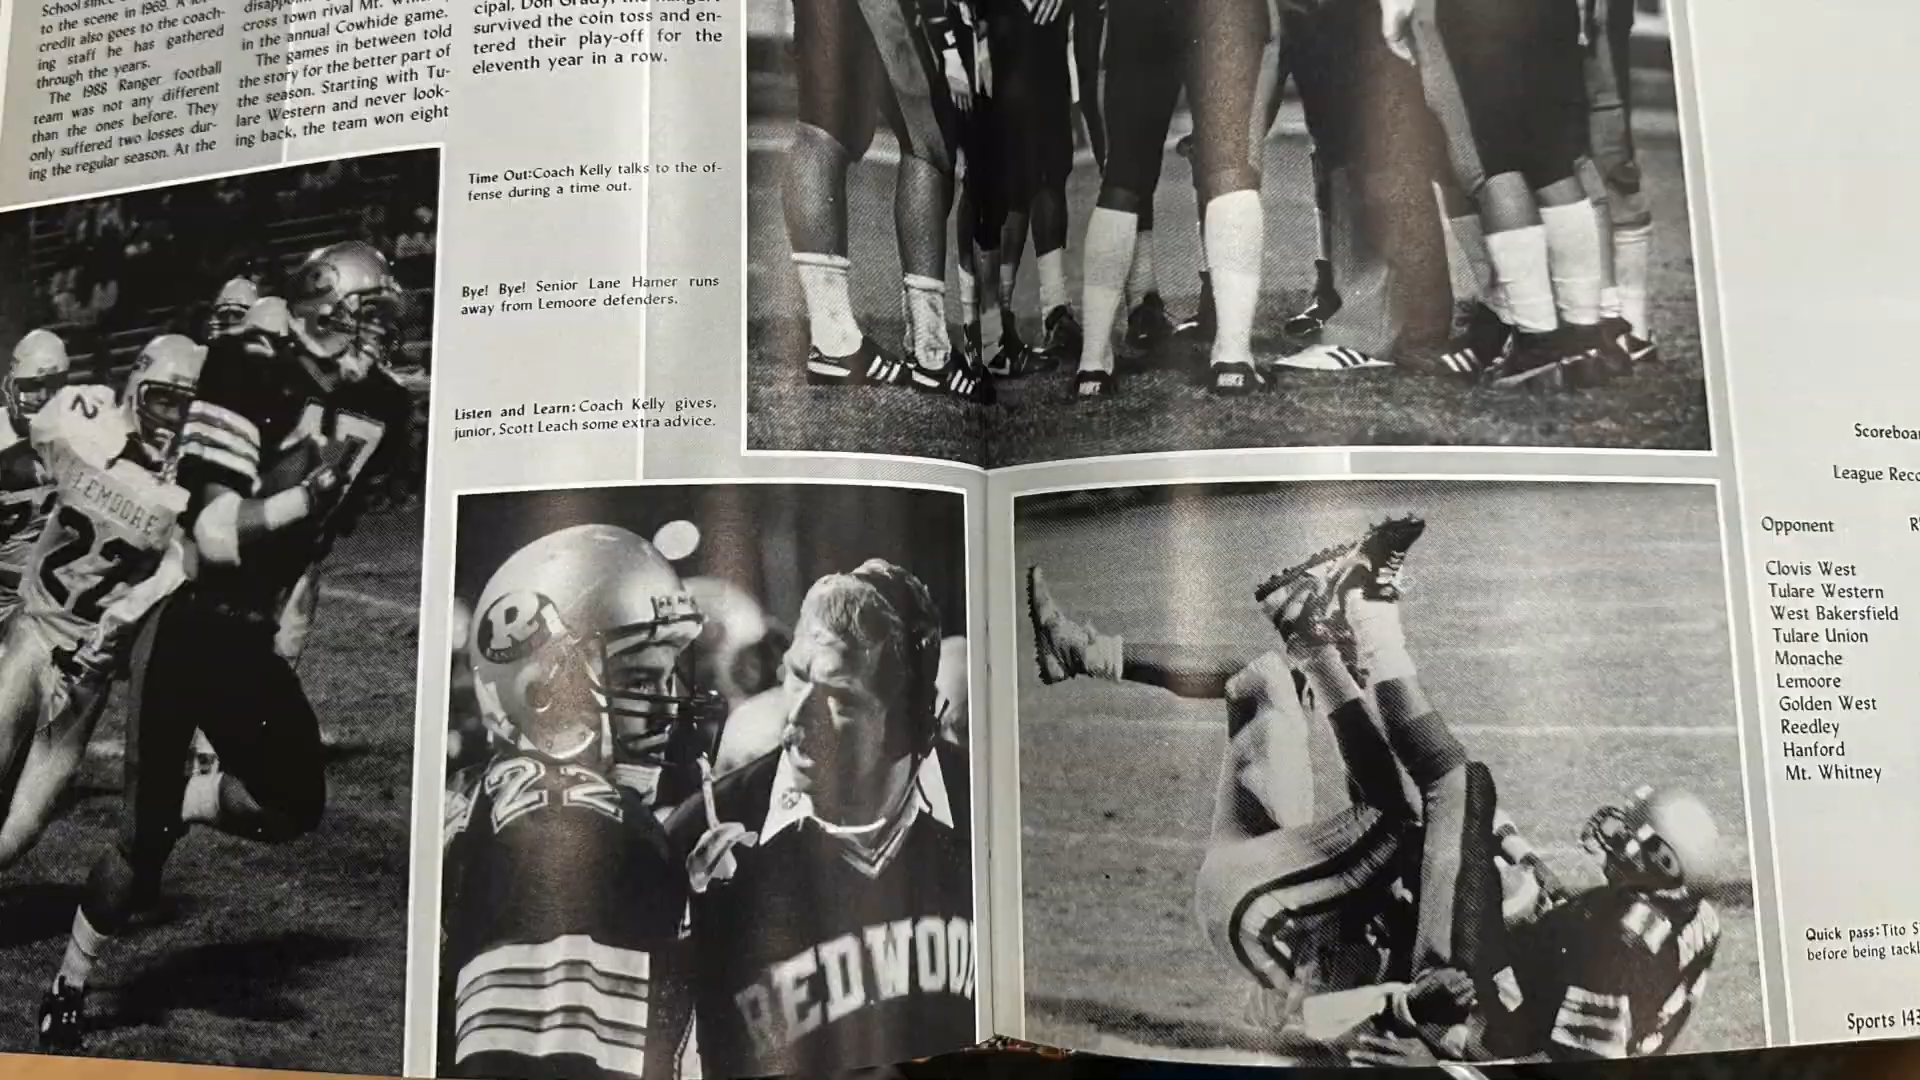 School since
to the scene in 1969. A
credit also goes to the coach-
ing staff he has gathered
through the years.
The 1988 Ranger football
team was not any different
than the ones before. They
only suffered two losses dur-
ing the regular season. At the
cross town rival Mt.
in the annual Cowhide game.
The games in between told
the story for the better part of
the season. Starting with Tu-
lare Western and never look-
ing back, the team won eight
cipal, Don Grady,
survived the coin toss and en-
tered their play-off for the
eleventh year in a row.
Time Out:Coach Kelly talks to the of-
fense during a time out.
Bye! Bye! Senior Lane Hamer runs
away from Lemoore defenders.
Listen and Learn: Coach Kelly gives,
junior, Scott Leach some extra advice.
2
LEMOORE
22
47
R
22
REDWOOD
NIKE
NIKE
League
Opponent
Clovis West
Tulare Western
West Bakersfield
Tulare Union
Monache
Lemoore
Golden West
Reedley
Hanford
Mt. Whitney
Quick pass:Tito S
before being tackl
Sports 143